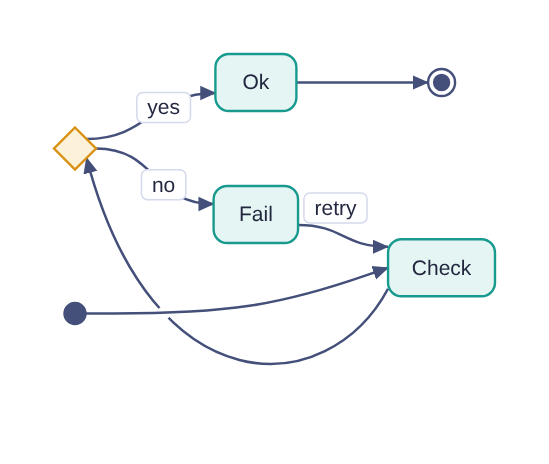 Ok
yes
no
Fail
retry
Check